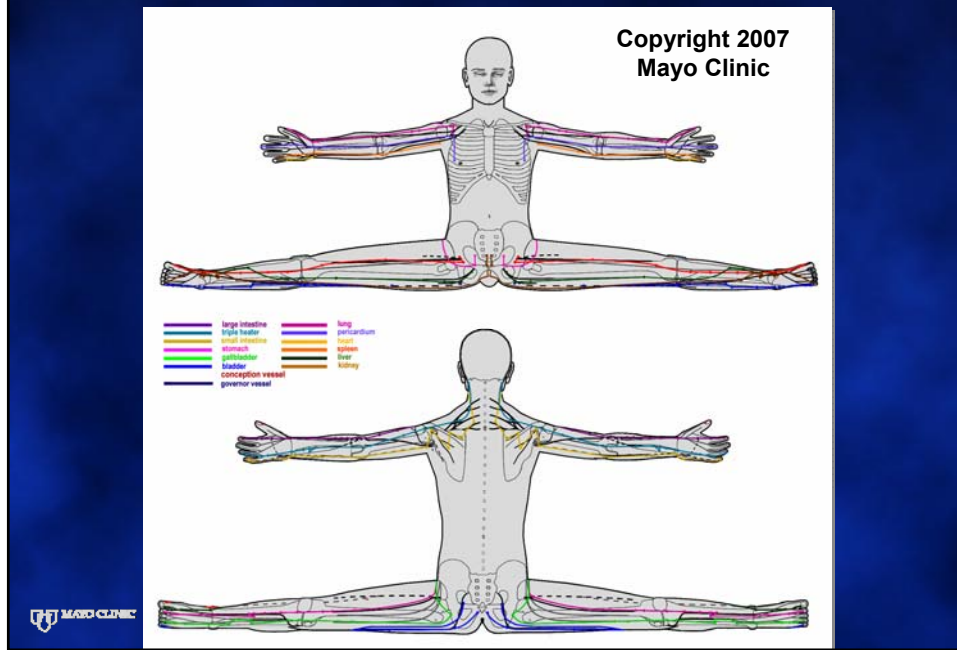 Copyright 2007
Mayo Clinic
large intestine
triple heater
small intestine
stomach
gallbladder
bladder
conception vessel
governor vessel
lung
pericardium
heart
spleen
liver
kidney
MAYO CLINIC